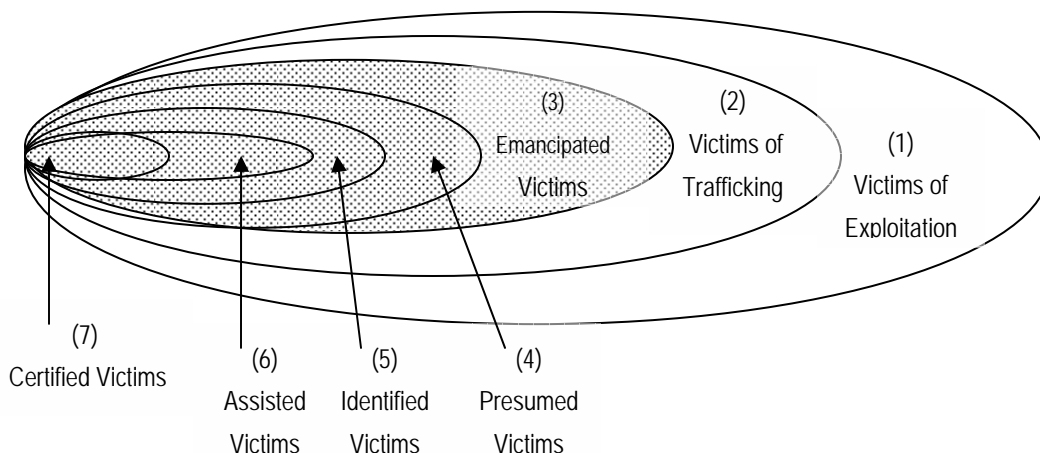 (3)
Emancipated
Victims
(2)
Victims of
Trafficking
(1)
Victims of
Exploitation
(7)
Certified Victims
(6)
Assisted
Victims
(5)
Identified
Victims
(4)
Presumed
Victims